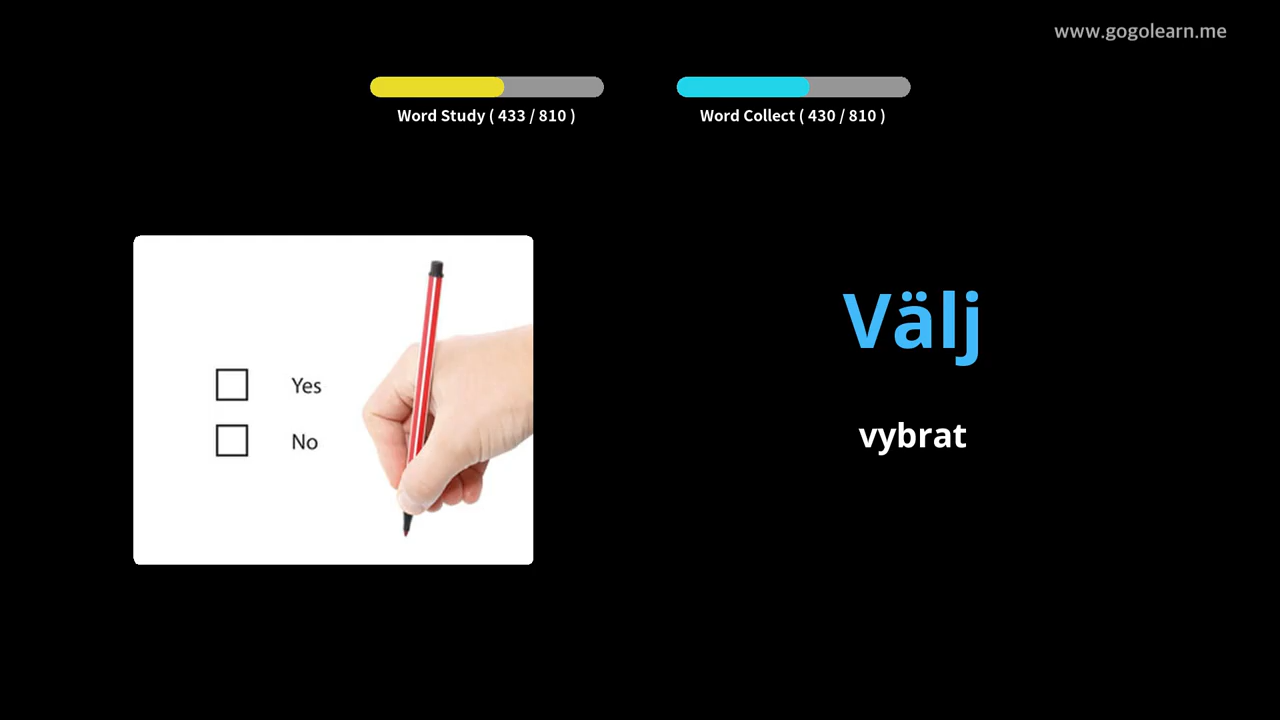 www.gogolearn.me
Word Study ( 433 / 810 )
Word Collect ( 430 / 810 )
Yes
No
Välj
vybrat